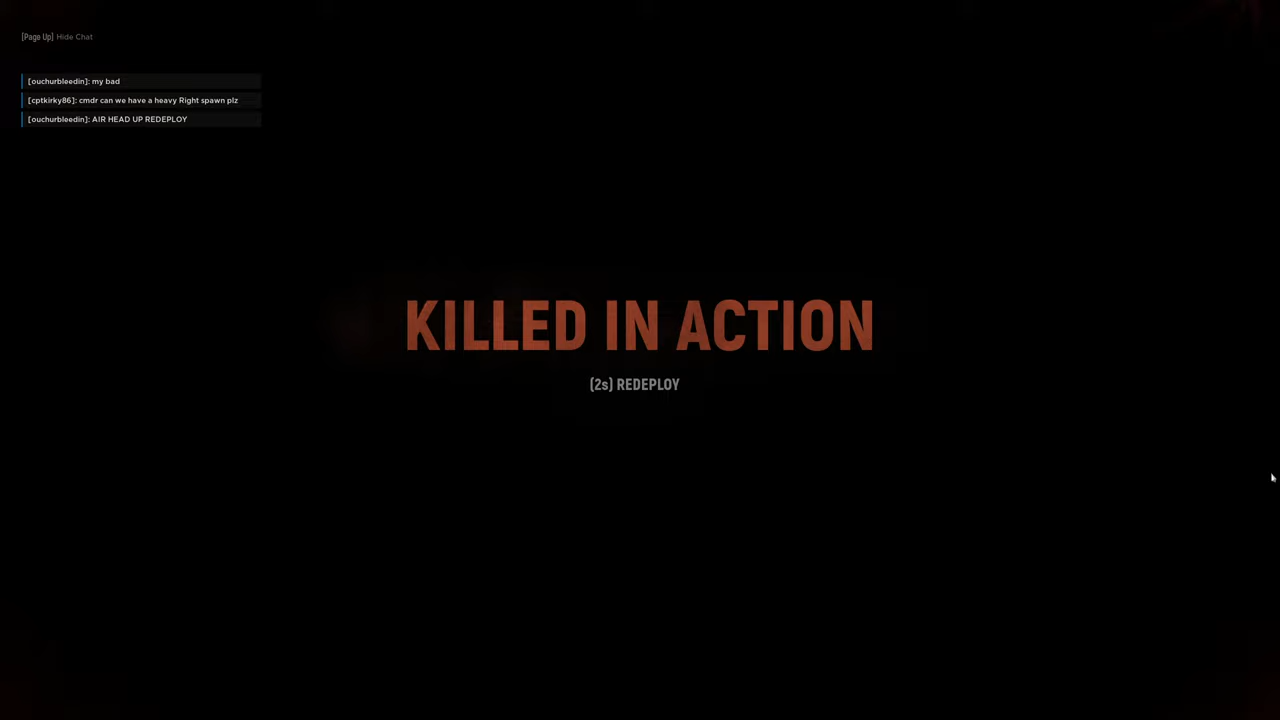 [Page Up] Hide Chat
[ouchurbleedin]: my bad
[cptkirky86]: cmdr can we have a heavy Right spawn plz
[ouchurbleedin]: AIR HEAD UP REDEPLOY
KILLED IN ACTION
(2s) REDEPLOY